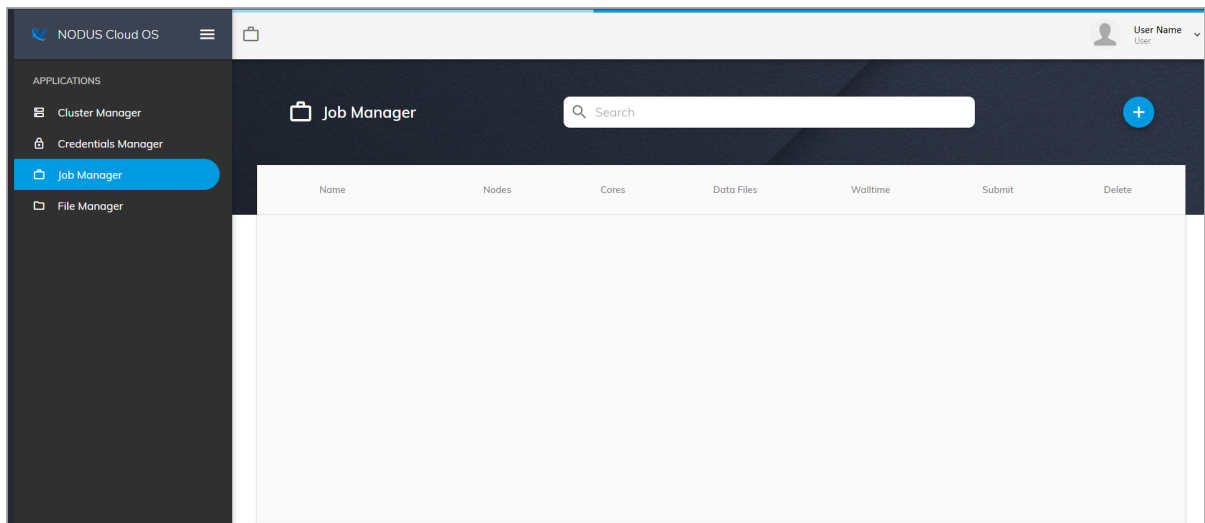 NODUS Cloud OS
User Name
User
APPLICATIONS
Cluster Manager
Credentials Manager
Job Manager
File Manager
Job Manager
Search
Name Nodes Cores Data Files Walltime Submit Delete